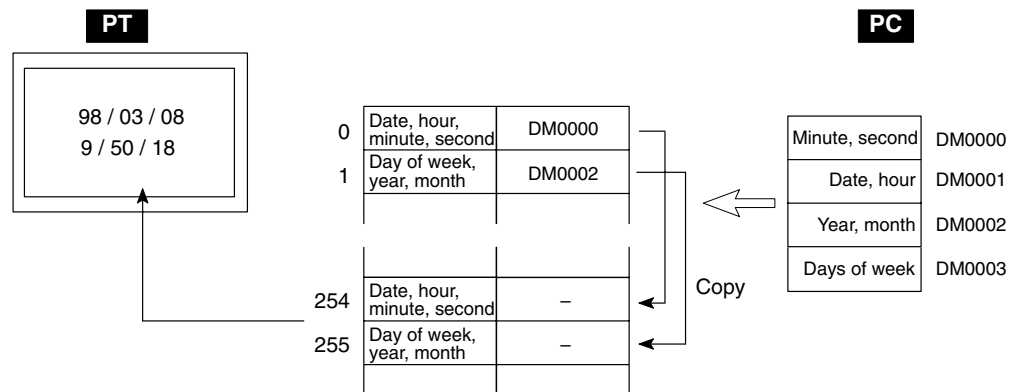 PT
PC
98 / 03 / 08
9 / 50 / 18
0
Date, hour,
minute, second
DM0000
1
Day of week,
year, month
DM0002
254
Date, hour,
minute, second
–
255
Day of week,
year, month
–
Copy
Minute, second DM0000
Date, hour DM0001
Year, month DM0002
Days of week DM0003